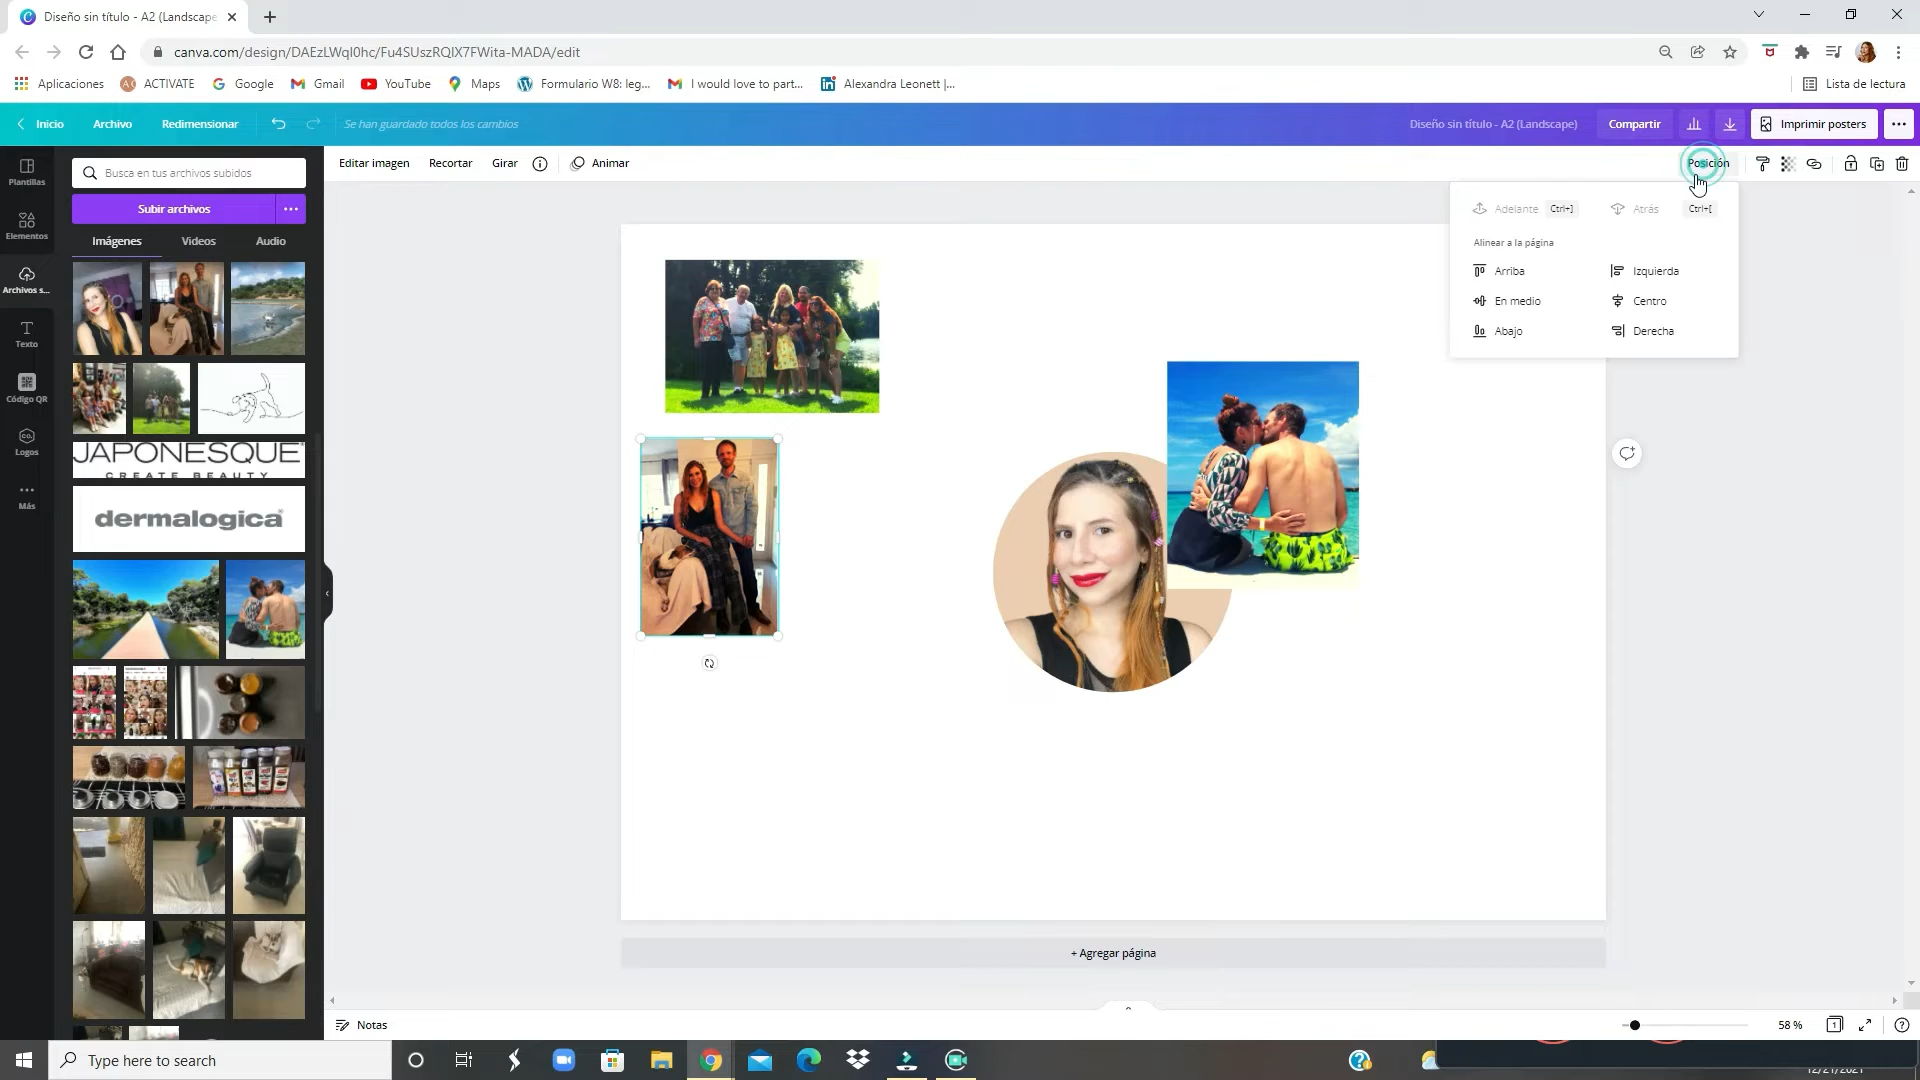 Diseño sin título - A2 (Landscape
canva.com/design/DAEzLWqI0hc/Fu4SUszRQIX7FWita-MADA/edit
Aplicaciones
ACTIVATE
Google
Gmail
YouTube
Maps
Formulario W8: leg...
I would love to part...
Alexandra Leonett |...
Lista de lectura
Inicio
Archivo
Redimensionar
Se han guardado todos los cambios
Diseño sin título - A2 (Landscape)
Compartir
Imprimir posters
Plantillas
Elementos
Archivos s...
Texto
Código QR
Logos
Más
Busca en tus archivos subidos
Subir archivos
Imágenes
Videos
Audio
JAPONESQUE
CREATE BEAUTY
dermalogica
Editar imagen
Recortar
Girar
Animar
Posición
Adelante Ctrl+]
Atrás Ctrl+[
Alinear a la página
Arriba
Izquierda
En medio
Centro
Abajo
Derecha
+ Agregar página
Notas
58 %
1
Type here to search
12/21/2021